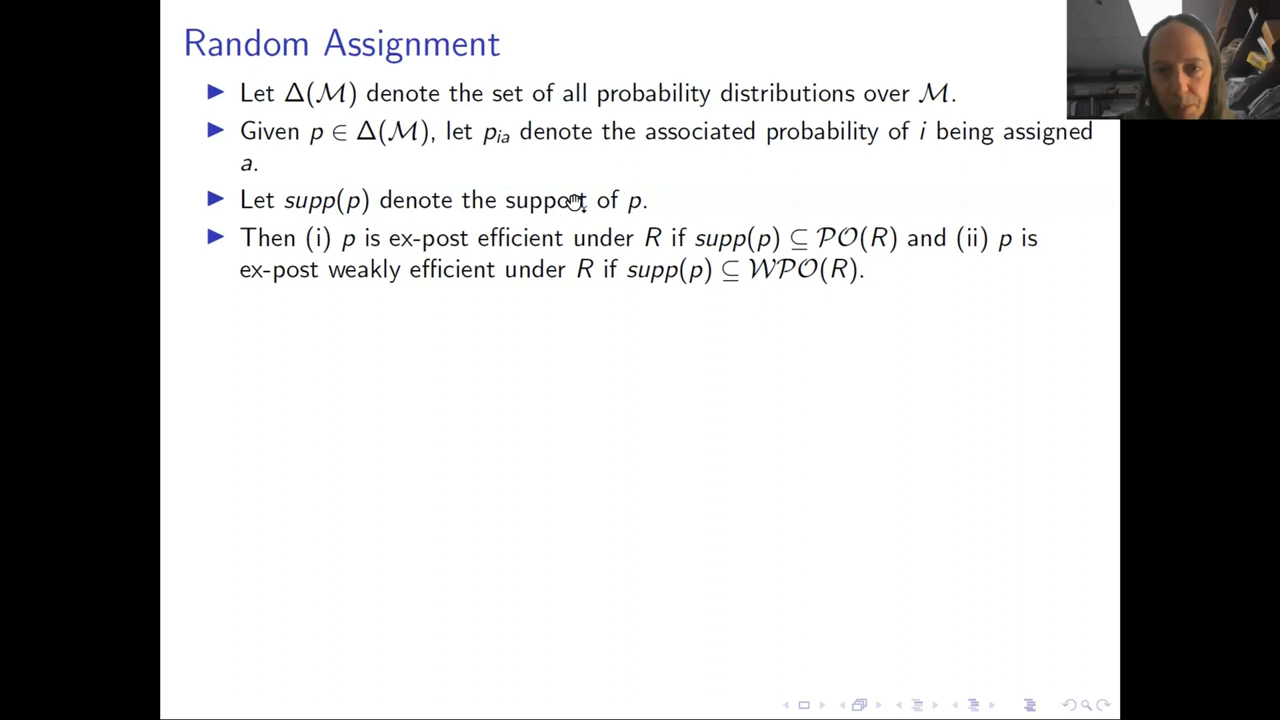 Random Assignment
▶ Let Δ(ℳ) denote the set of all probability distributions over ℳ.
▶ Given p ∈ Δ(ℳ), let pᵢₐ denote the associated probability of i being assigned
a.
▶ Let supp(p) denote the support of p.
▶ Then (i) p is ex-post efficient under R if supp(p) ⊆ 𝒫𝒪(R) and (ii) p is
ex-post weakly efficient under R if supp(p) ⊆ 𝒲𝒫𝒪(R).